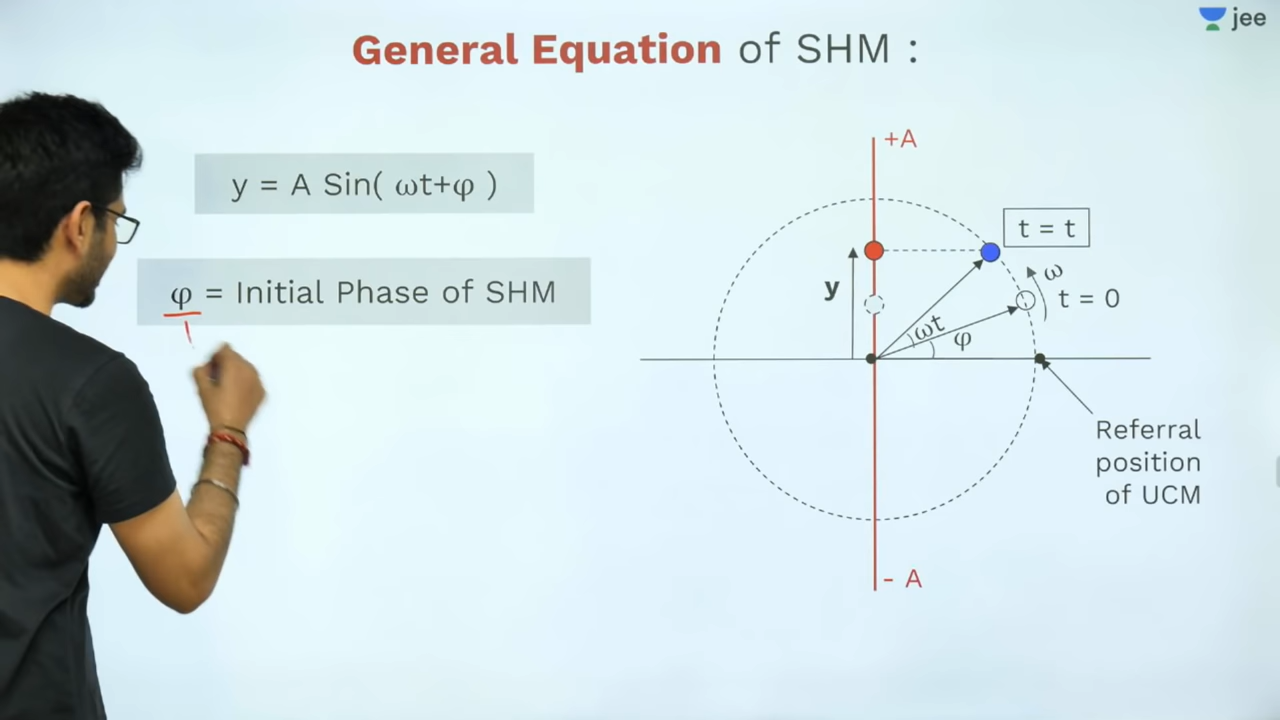 jee
General Equation of SHM :
y = A Sin( ωt+φ )
φ = Initial Phase of SHM
+A
t = t
ω
t = 0
y
ωt
φ
Referral
position
of UCM
- A